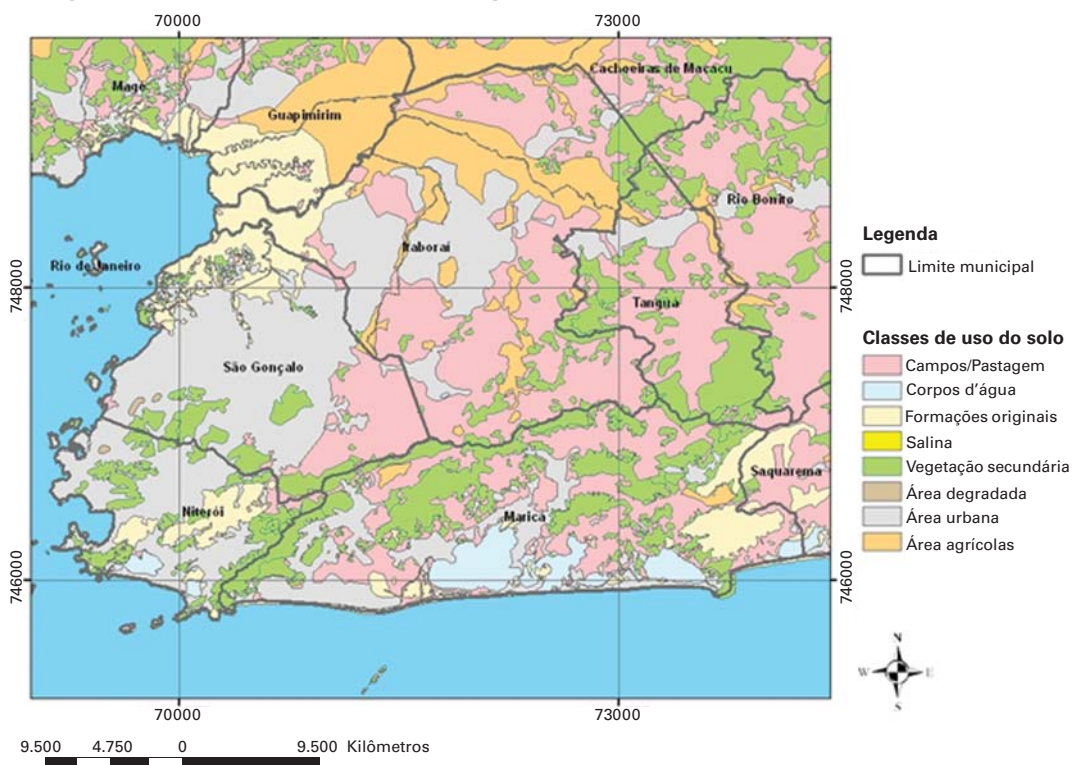 70000 73000
Cachoeiras de Macacu
Magé
Guapimirim
Rio Bonito
Itaboraí
Rio de Janeiro
748000 748000
Tanguá
São Gonçalo
Saquarema
Niterói
Maricá
746000 746000
70000 73000
9.500 4.750 0 9.500 Kilômetros
Legenda
Limite municipal
Classes de uso do solo
Campos/Pastagem
Corpos d'água
Formações originais
Salina
Vegetação secundária
Área degradada
Área urbana
Área agrícolas
N
W E
S